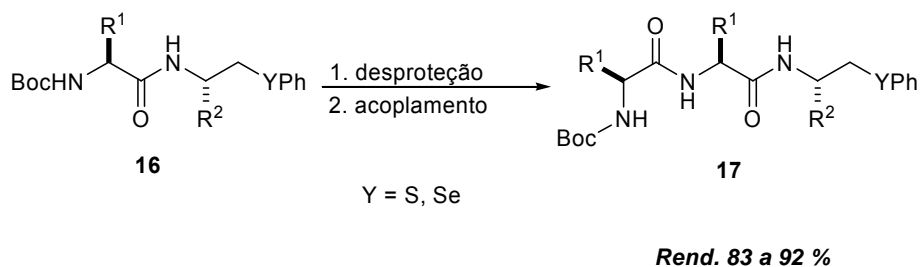 R¹
BocHN
H
N
O
R²
YPh
16
1. desproteção
2. acoplamento
Y = S, Se
R¹
O
R¹
H
N
N
H
O
R²
YPh
Boc
NH
17
Rend. 83 a 92 %